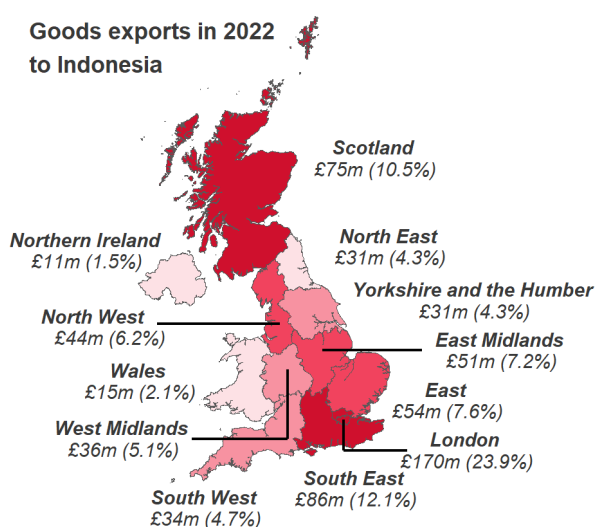 Goods exports in 2022
to Indonesia
Scotland
£75m (10.5%)
Northern Ireland
£11m (1.5%)
North East
£31m (4.3%)
Yorkshire and the Humber
£31m (4.3%)
North West
£44m (6.2%)
East Midlands
£51m (7.2%)
Wales
£15m (2.1%)
East
£54m (7.6%)
West Midlands
£36m (5.1%)
London
£170m (23.9%)
South East
£86m (12.1%)
South West
£34m (4.7%)